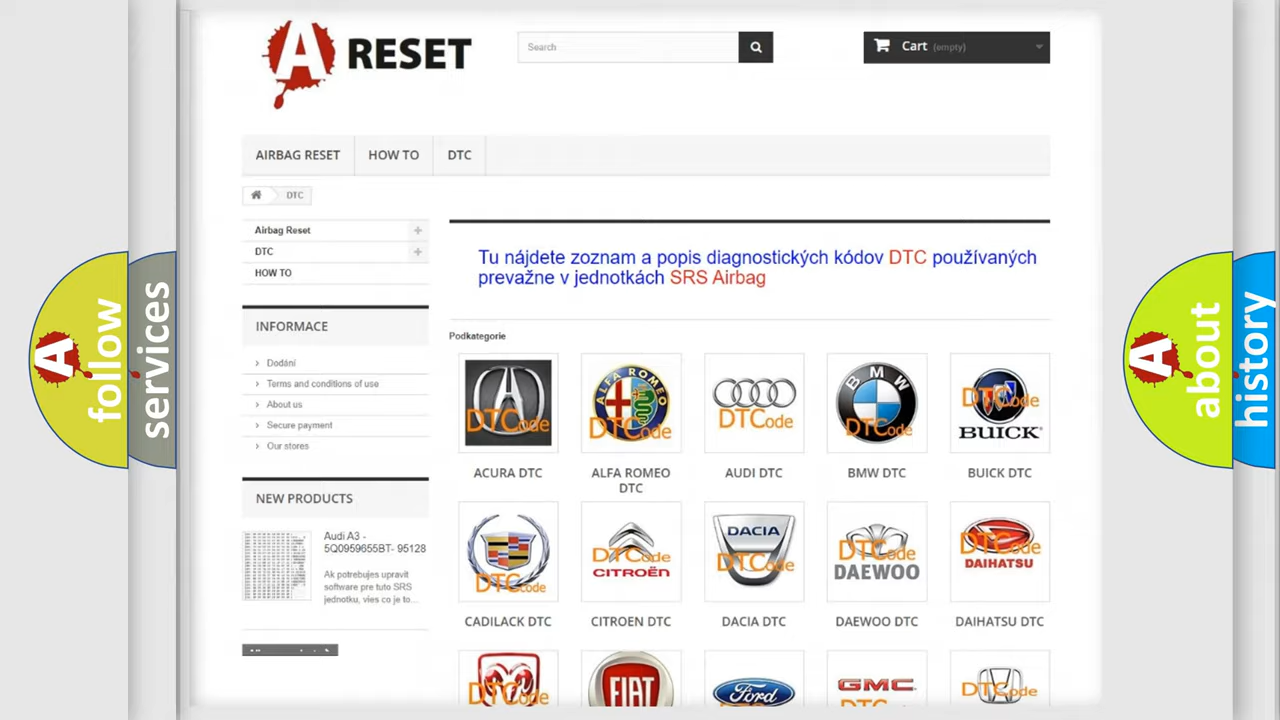 A RESET
Search
Cart (empty)
AIRBAG RESET
HOW TO
DTC
DTC
Airbag Reset
DTC
HOW TO
INFORMACE
Dodání
Terms and conditions of use
About us
Secure payment
Our stores
NEW PRODUCTS
Audi A3 -
5Q0959655BT- 95128
Ak potrebujes upravit
software pre tuto SRS
jednotku, vies co je to...
Tu nájdete zoznam a popis diagnostických kódov DTC používaných
prevažne v jednotkách SRS Airbag
Podkategorie
DTCode
ALFA ROMEO
DTCode
DTCode
BMW
DTCode
DTCode
BUICK
ACURA DTC
ALFA ROMEO
DTC
AUDI DTC
BMW DTC
BUICK DTC
DTCode
DTCode
CITROËN
DACIA
DTCode
DTCode
DAEWOO
DTCode
DAIHATSU
CADILACK DTC
CITROEN DTC
DACIA DTC
DAEWOO DTC
DAIHATSU DTC
DTCode
FIAT
Ford
GMC
DTCode
A follow
services
A about
history